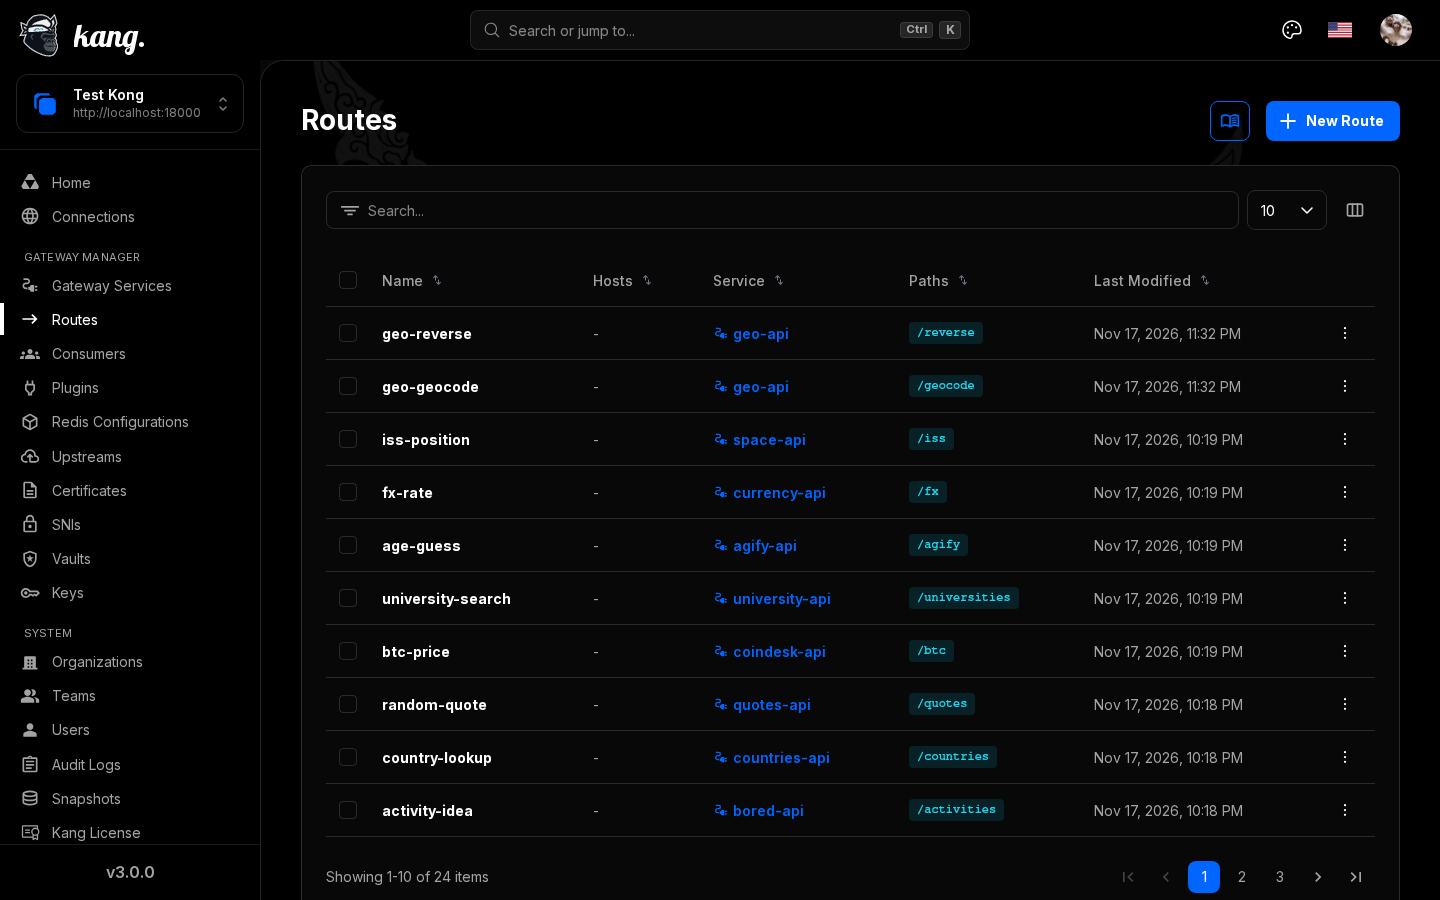 kang.
Search or jump to...
Ctrl K
Test Kong
http://localhost:18000
Home
Connections
GATEWAY MANAGER
Gateway Services
Routes
Consumers
Plugins
Redis Configurations
Upstreams
Certificates
SNIs
Vaults
Keys
SYSTEM
Organizations
Teams
Users
Audit Logs
Snapshots
Kang License
v3.0.0
Routes
New Route
Search...
10
Name Hosts Service Paths Last Modified
geo-reverse - geo-api /reverse Nov 17, 2026, 11:32 PM
geo-geocode - geo-api /geocode Nov 17, 2026, 11:32 PM
iss-position - space-api /iss Nov 17, 2026, 10:19 PM
fx-rate - currency-api /fx Nov 17, 2026, 10:19 PM
age-guess - agify-api /agify Nov 17, 2026, 10:19 PM
university-search - university-api /universities Nov 17, 2026, 10:19 PM
btc-price - coindesk-api /btc Nov 17, 2026, 10:19 PM
random-quote - quotes-api /quotes Nov 17, 2026, 10:18 PM
country-lookup - countries-api /countries Nov 17, 2026, 10:18 PM
activity-idea - bored-api /activities Nov 17, 2026, 10:18 PM
Showing 1-10 of 24 items
1 2 3